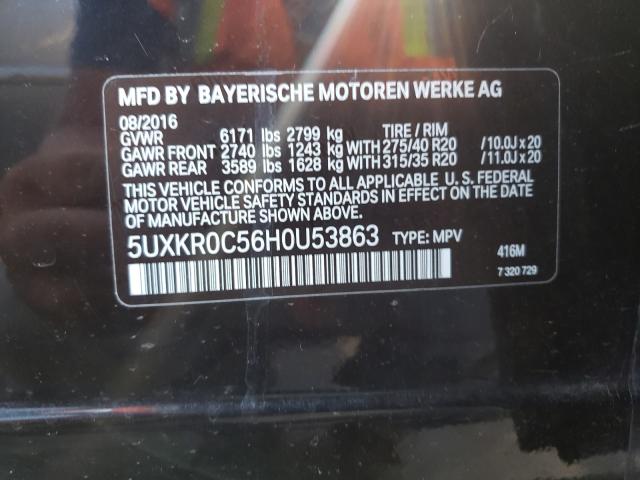 MFD BY BAYERISCHE MOTOREN WERKE AG
08/2016
GVWR 6171 lbs 2799 kg TIRE / RIM
GAWR FRONT 2740 lbs 1243 kg WITH 275/40 R20 /10.0J x 20
GAWR REAR 3589 lbs 1628 kg WITH 315/35 R20 /11.0J x 20
THIS VEHICLE CONFORMS TO ALL APPLICABLE U. S. FEDERAL
MOTOR VEHICLE SAFETY STANDARDS IN EFFECT ON THE DATE
OF MANUFACTURE SHOWN ABOVE.
5UXKR0C56H0U53863 TYPE: MPV 416M
7 320 729